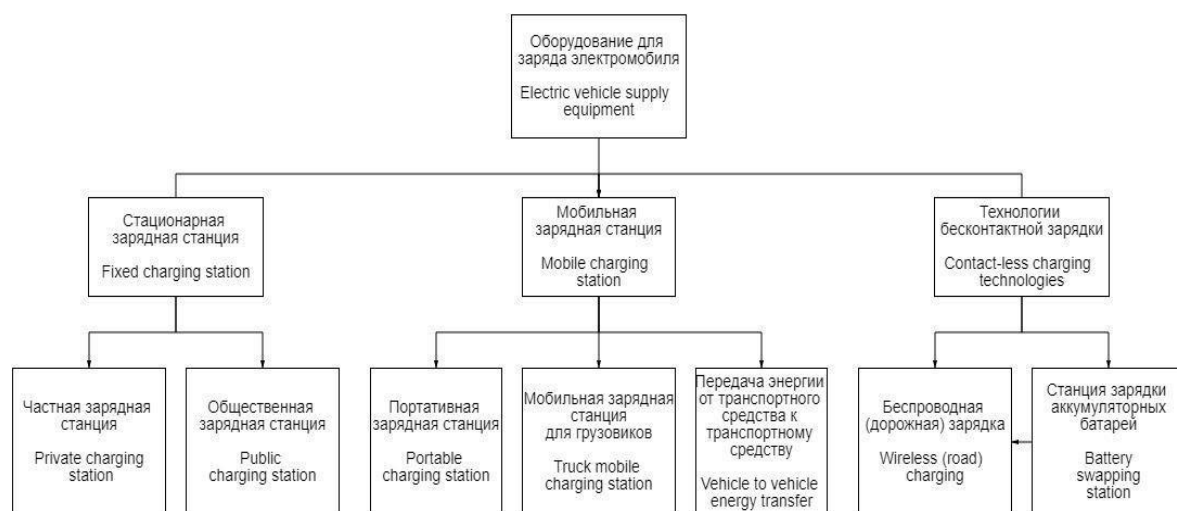 Оборудование для
заряда электромобиля
Electric vehicle supply
equipment
Стационарная
зарядная станция
Fixed charging station
Мобильная
зарядная станция
Mobile charging
station
Технологии
бесконтактной зарядки
Contact-less charging
technologies
Частная зарядная
станция
Private charging
station
Общественная
зарядная станция
Public
charging station
Портативная
зарядная станция
Portable
charging station
Мобильная зарядная
станция
для грузовиков
Truck mobile
charging station
Передача энергии
от транспортного
средства к
транспортному
средству
Vehicle to vehicle
energy transfer
Беспроводная
(дорожная) зарядка
Wireless (road)
charging
Станция зарядки
аккумуляторных
батарей
Battery
swapping
station